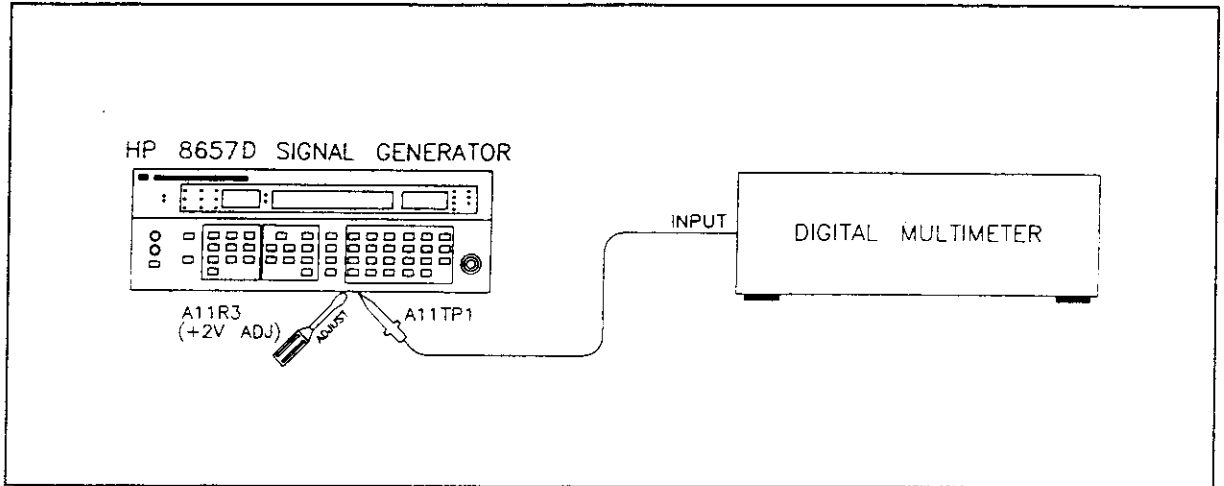 HP 8657D SIGNAL GENERATOR
INPUT
DIGITAL MULTIMETER
A11R3
(+2V ADJ)
ADJUST
A11TP1